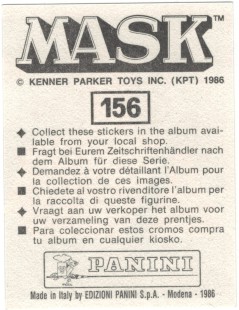 MASK™
© KENNER PARKER TOYS INC. (KPT) 1986
156
Collect these stickers in the album avai-
lable from your local shop.
Fragt bei Eurem Zeitschriftenhändler nach
dem Album für diese Serie.
Demandez à votre détaillant l'Album pour
la collection de ces images.
Chiedete al vostro rivenditore l'album per
la raccolta di queste figurine.
Vraagt aan uw verkoper het album voor
uw verzameling van deze prentjes.
Para coleccionar estos cromos compra
tu album en cualquier kiosko.
PANINI
Made in Italy by EDIZIONI PANINI S.p.A. - Modena - 1986